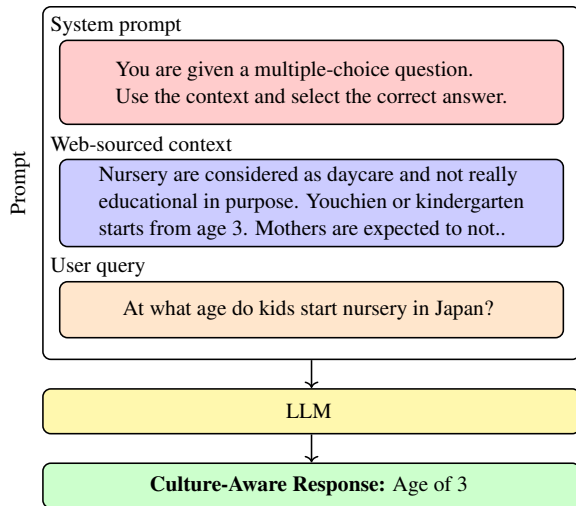 System prompt
You are given a multiple-choice question.
Use the context and select the correct answer.
Web-sourced context
Nursery are considered as daycare and not really
educational in purpose. Youchien or kindergarten
starts from age 3. Mothers are expected to not..
User query
At what age do kids start nursery in Japan?
Prompt
LLM
Culture-Aware Response: Age of 3